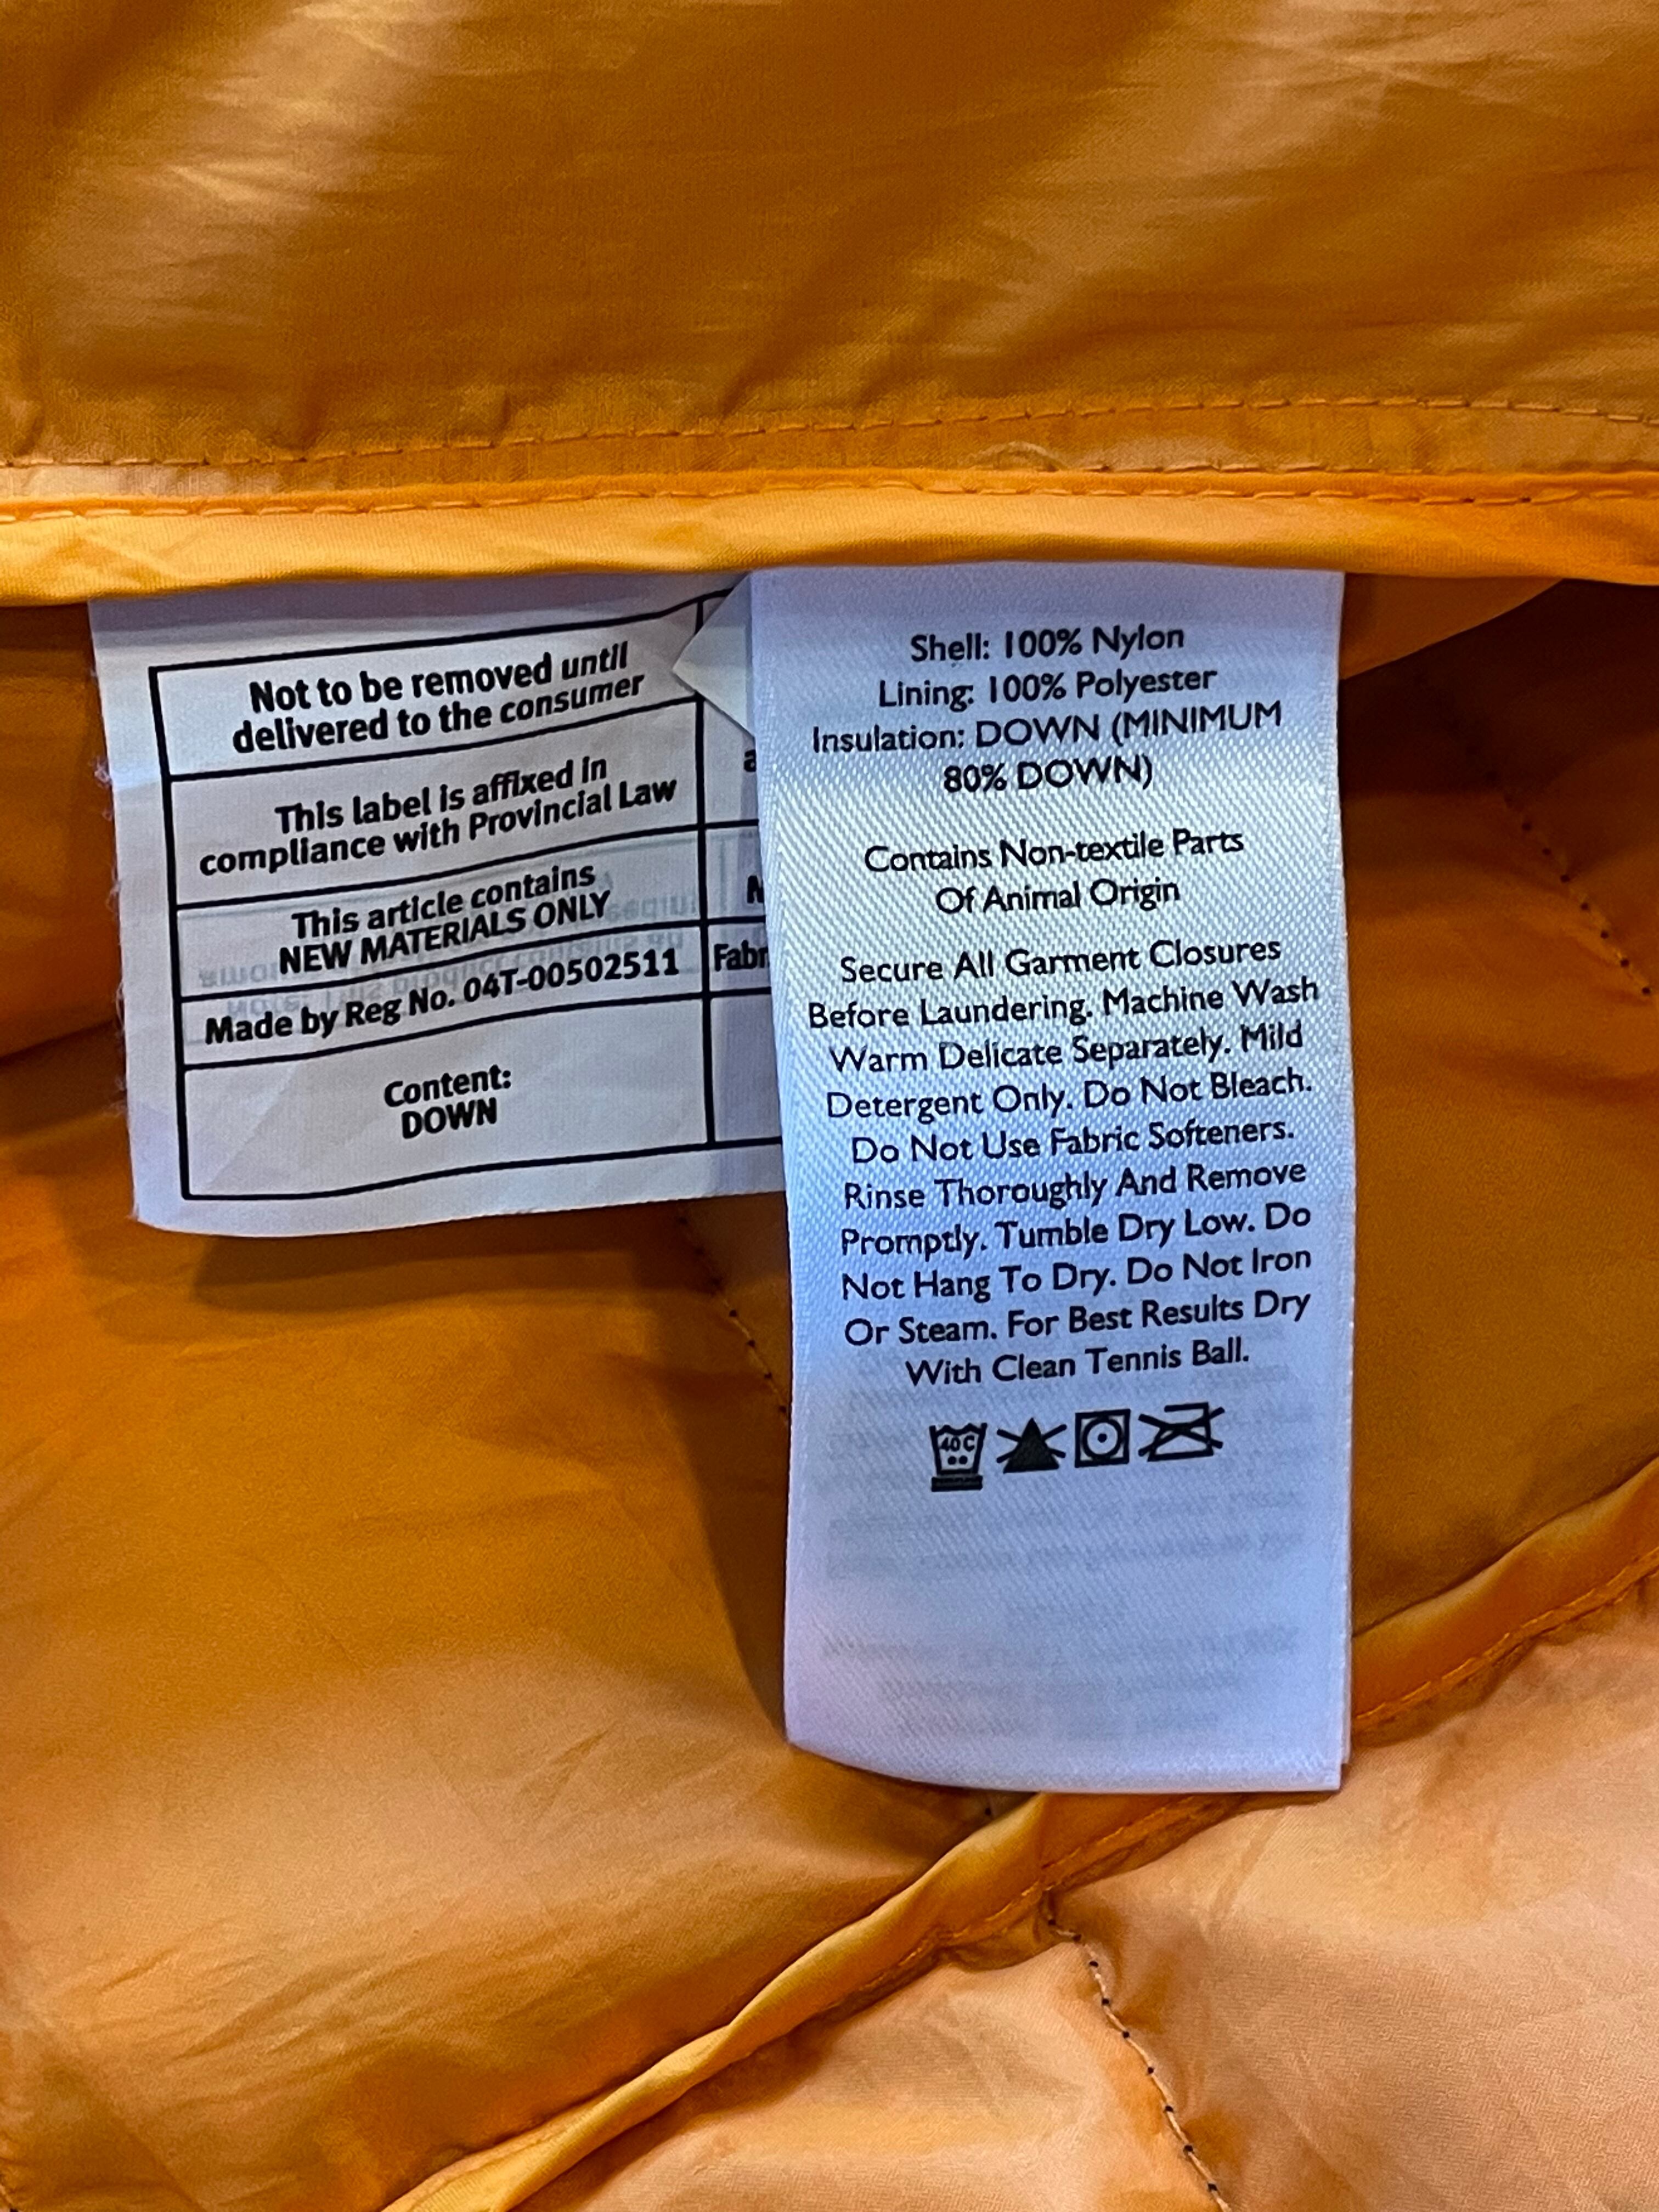 Not to be removed until
delivered to the consumer
This label is affixed in
compliance with Provincial Law
This article contains
NEW MATERIALS ONLY
Made by Reg No. 04T-00502511
Content:
DOWN
Fabr
Shell: 100% Nylon
Lining: 100% Polyester
Insulation: DOWN (MINIMUM
80% DOWN)
Contains Non-textile Parts
Of Animal Origin
Secure All Garment Closures
Before Laundering. Machine Wash
Warm Delicate Separately. Mild
Detergent Only. Do Not Bleach.
Do Not Use Fabric Softeners.
Rinse Thoroughly And Remove
Promptly. Tumble Dry Low. Do
Not Hang To Dry. Do Not Iron
Or Steam. For Best Results Dry
With Clean Tennis Ball.
40C